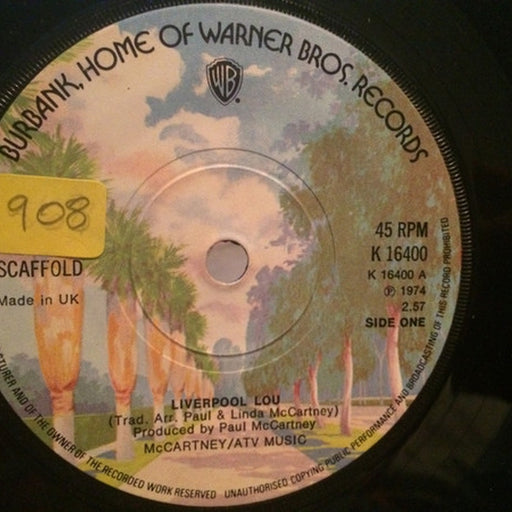 BURBANK, HOME OF WARNER BROS. RECORDS
WB
908
SCAFFOLD
Made in UK
45 RPM
K 16400
K 16400 A
Ⓟ 1974
2.57
SIDE ONE
LIVERPOOL LOU
(Trad. Arr. Paul & Linda McCartney)
Produced by Paul McCartney
McCARTNEY/ATV MUSIC
TURER AND OF THE OWNER OF THE RECORDED WORK RESERVED UNAUTHORISED COPYING PUBLIC PERFORMANCE AND BROADCASTING OF THIS RECORD PROHIBITED